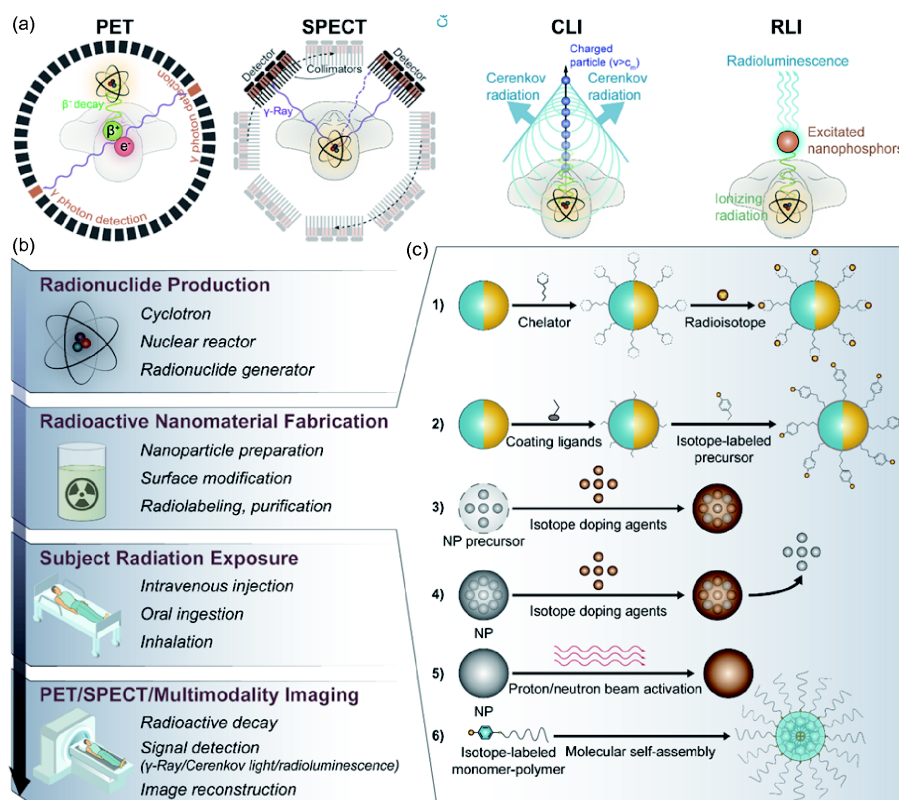 (a)
PET
SPECT
CLI
RLI
γ photon detection
β⁻ decay
β⁺
e⁻
γ photon detection
Detector
Collimators
Detector
γ-Ray
Charged
particle (v>cₘ)
Cerenkov
radiation
Cerenkov
radiation
Radioluminescence
Excitated
nanophosphors
Ionizing
radiation
(b)
Radionuclide Production
Cyclotron
Nuclear reactor
Radionuclide generator
Radioactive Nanomaterial Fabrication
Nanoparticle preparation
Surface modification
Radiolabeling, purification
Subject Radiation Exposure
Intravenous injection
Oral ingestion
Inhalation
PET/SPECT/Multimodality Imaging
Radioactive decay
Signal detection
(γ-Ray/Cerenkov light/radioluminescence)
Image reconstruction
(c)
1)
Chelator
Radioisotope
2)
Coating ligands
Isotope-labeled
precursor
3)
NP precursor
Isotope doping agents
4)
NP
Isotope doping agents
5)
NP
Proton/neutron beam activation
6)
Isotope-labeled
monomer-polymer
Molecular self-assembly